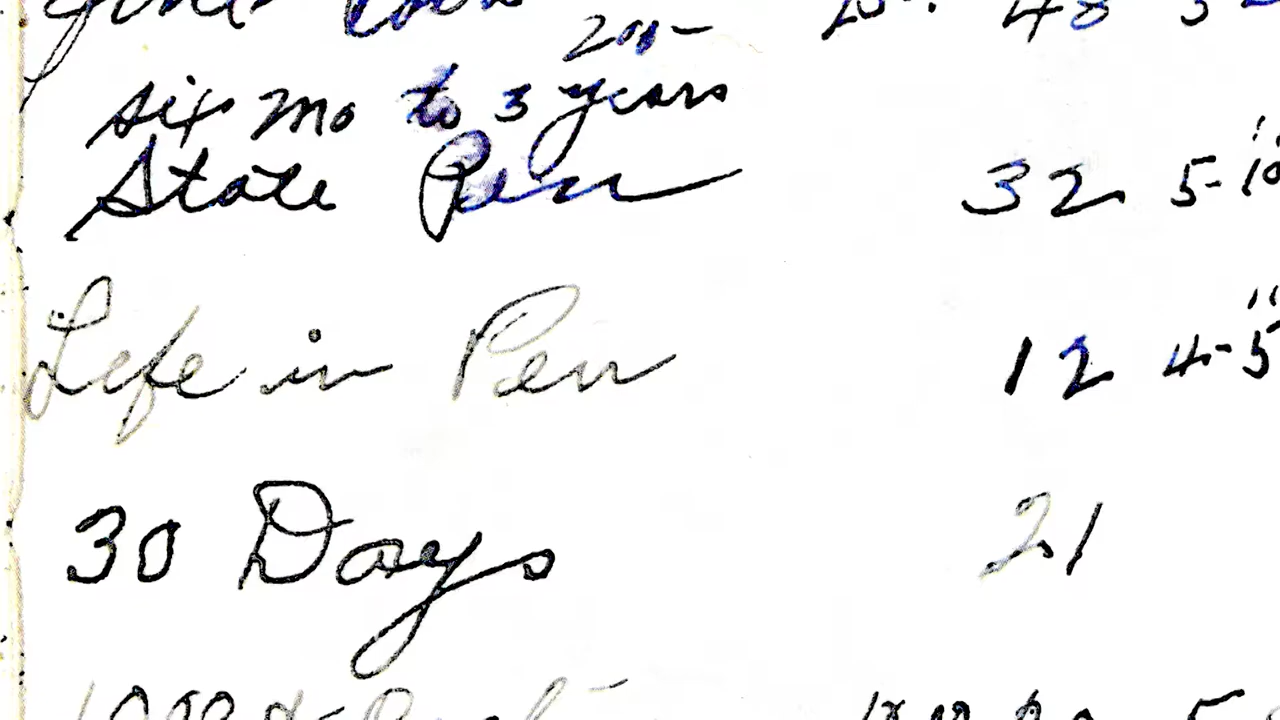 200-
six mo to 3 years
State Pen 32 5-10
Life in Pen 12 4-5
30 Days 21